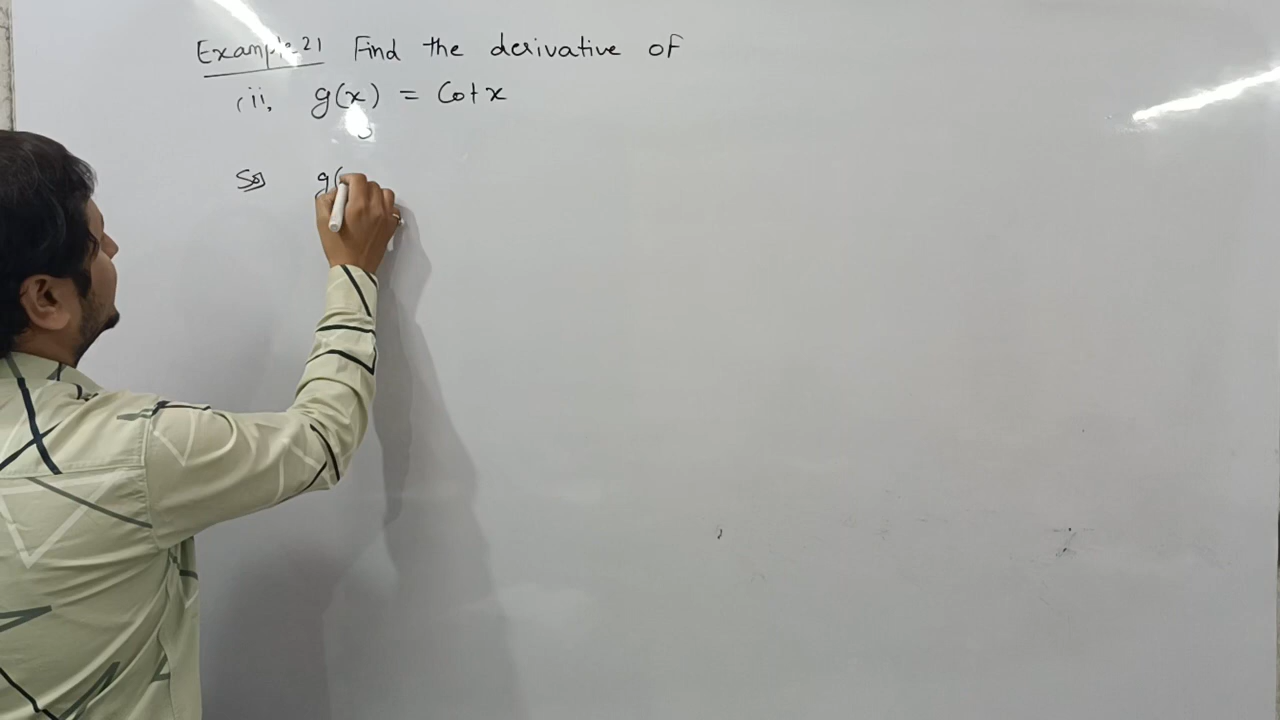 Example 21 Find the derivative of
(ii, g(x) = Cot x
Sol g(